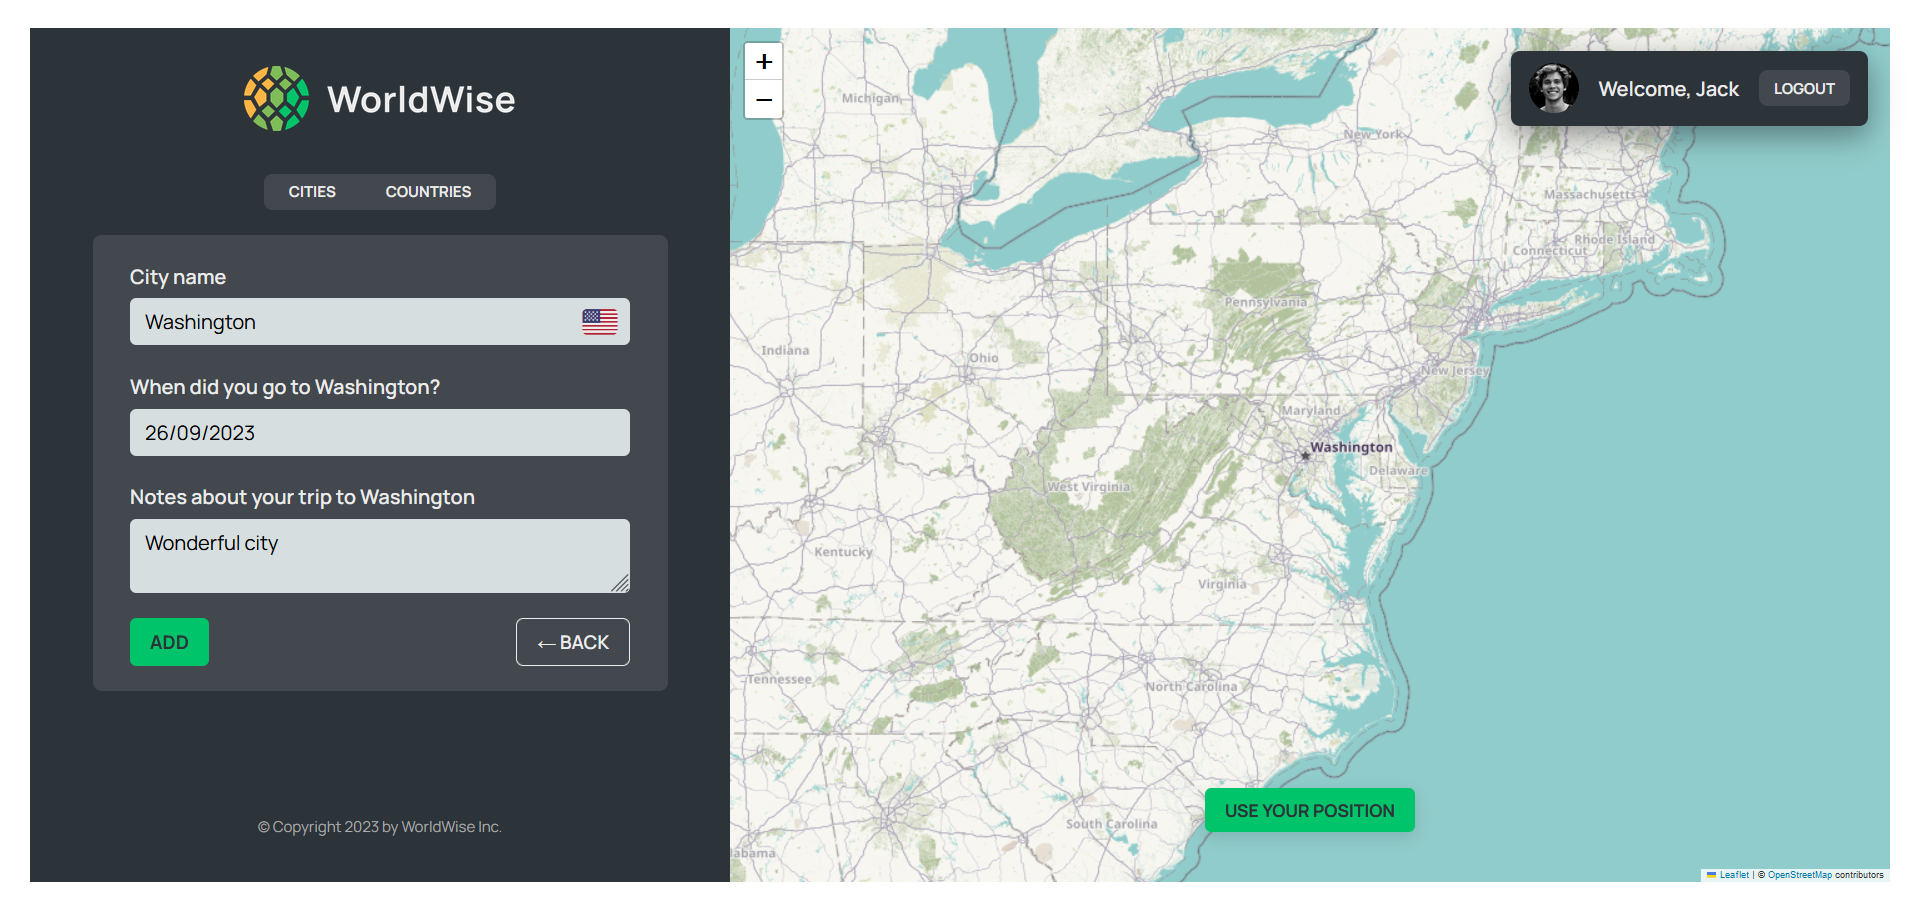 WorldWise
CITIES COUNTRIES
City name
Washington
When did you go to Washington?
26/09/2023
Notes about your trip to Washington
Wonderful city
ADD
← BACK
© Copyright 2023 by WorldWise Inc.
+
−
Welcome, Jack LOGOUT
Michigan
New York
Massachusetts
Rhode Island
Connecticut
Pennsylvania
Indiana
Ohio
New Jersey
Maryland
Washington
Delaware
West Virginia
Kentucky
Virginia
Tennessee
North Carolina
South Carolina
labama
USE YOUR POSITION
Leaflet | © OpenStreetMap contributors